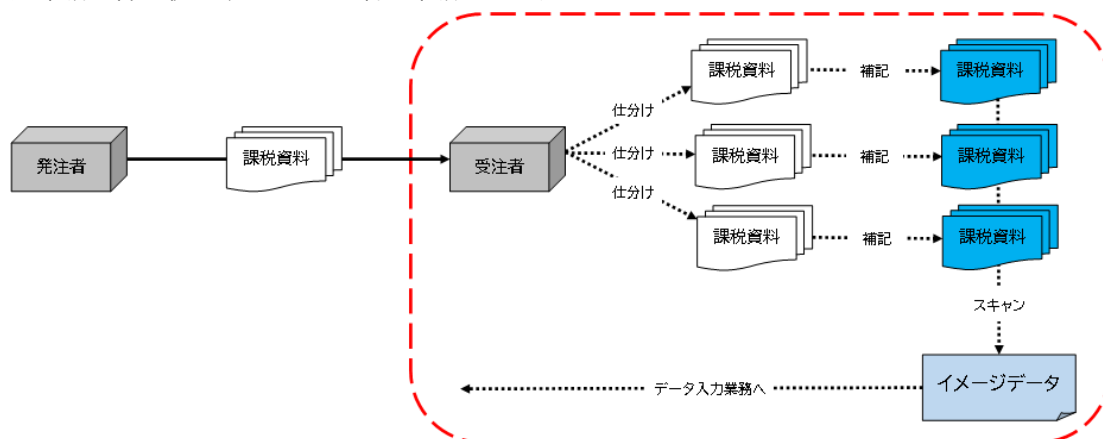 課税資料
補記
課税資料
仕分け
発注者
課税資料
受注者
仕分け
課税資料
補記
課税資料
仕分け
課税資料
補記
課税資料
スキャン
イメージデータ
データ入力業務へ